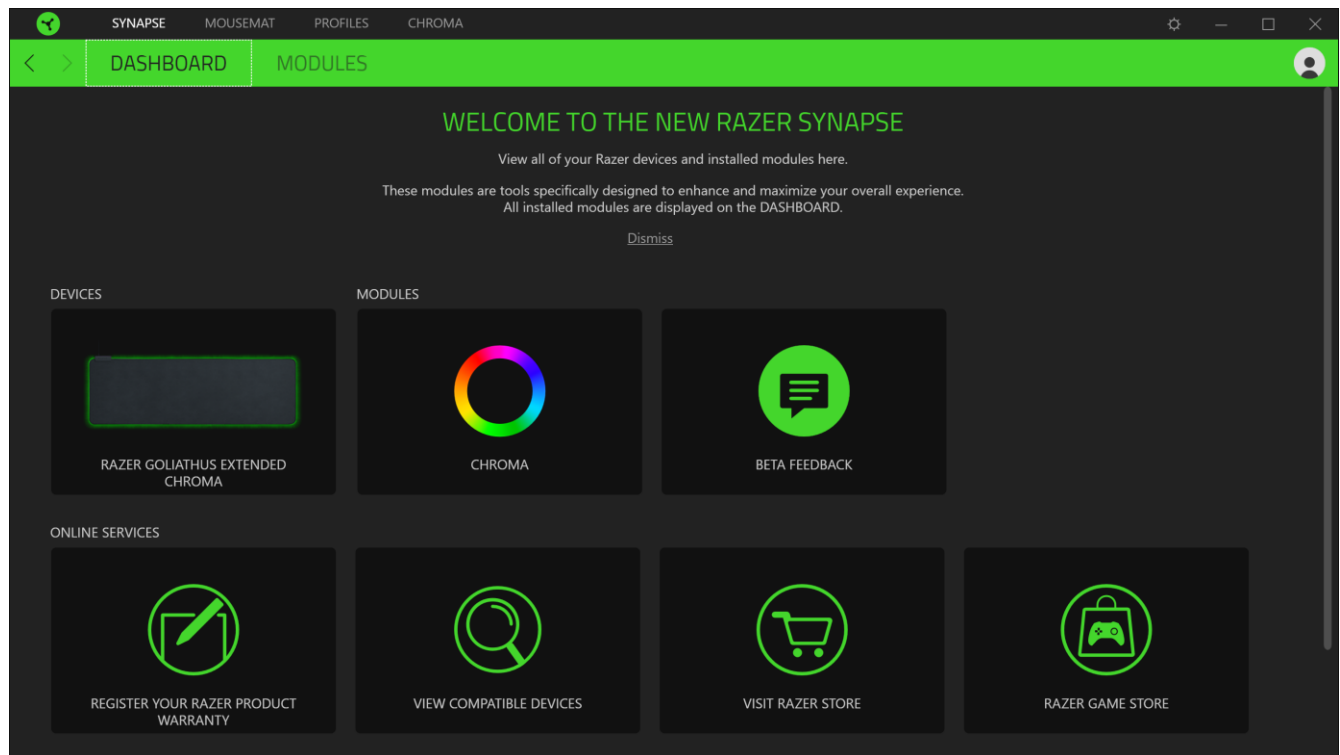 SYNAPSE MOUSEMAT PROFILES CHROMA
DASHBOARD MODULES
WELCOME TO THE NEW RAZER SYNAPSE
View all of your Razer devices and installed modules here.
These modules are tools specifically designed to enhance and maximize your overall experience.
All installed modules are displayed on the DASHBOARD.
Dismiss
DEVICES MODULES
RAZER GOLIATHUS EXTENDED
CHROMA
CHROMA
BETA FEEDBACK
ONLINE SERVICES
REGISTER YOUR RAZER PRODUCT
WARRANTY
VIEW COMPATIBLE DEVICES
VISIT RAZER STORE
RAZER GAME STORE